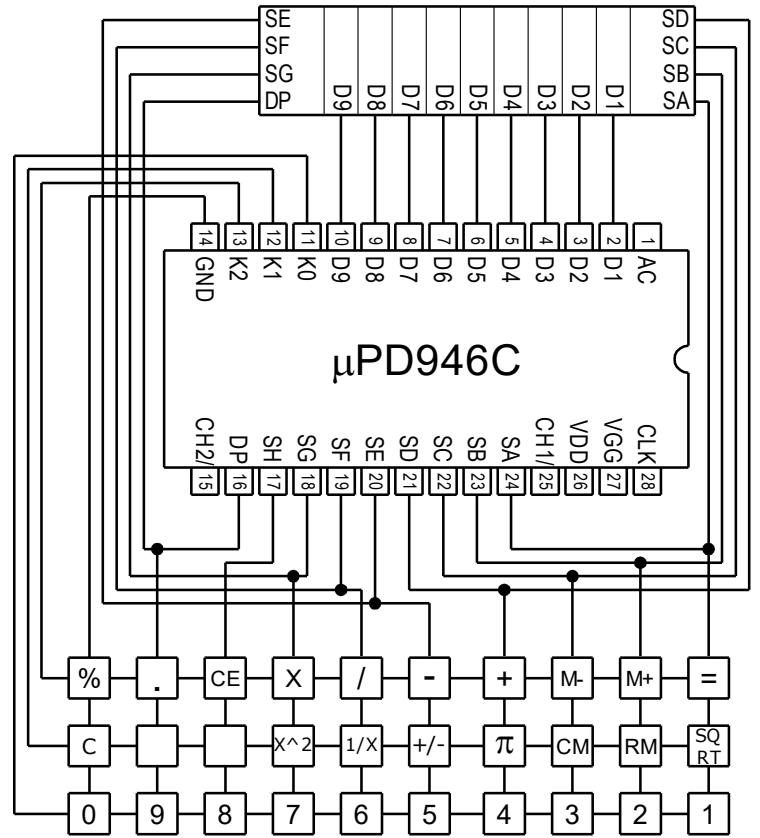 SE SD
SF SC
SG SB
DP D9 D8 D7 D6 D5 D4 D3 D2 D1 SA
14 13 12 11 10 9 8 7 6 5 4 3 2 1
GND K2 K1 K0 D9 D8 D7 D6 D5 D4 D3 D2 D1 AC
μPD946C
CH2/ DP SH SG SF SE SD SC SB SA CH1/ VDD VGG CLK
15 16 17 18 19 20 21 22 23 24 25 26 27 28
% . CE X / - + M- M+ =
C X^2 1/X +/- π CM RM SQ RT
0 9 8 7 6 5 4 3 2 1